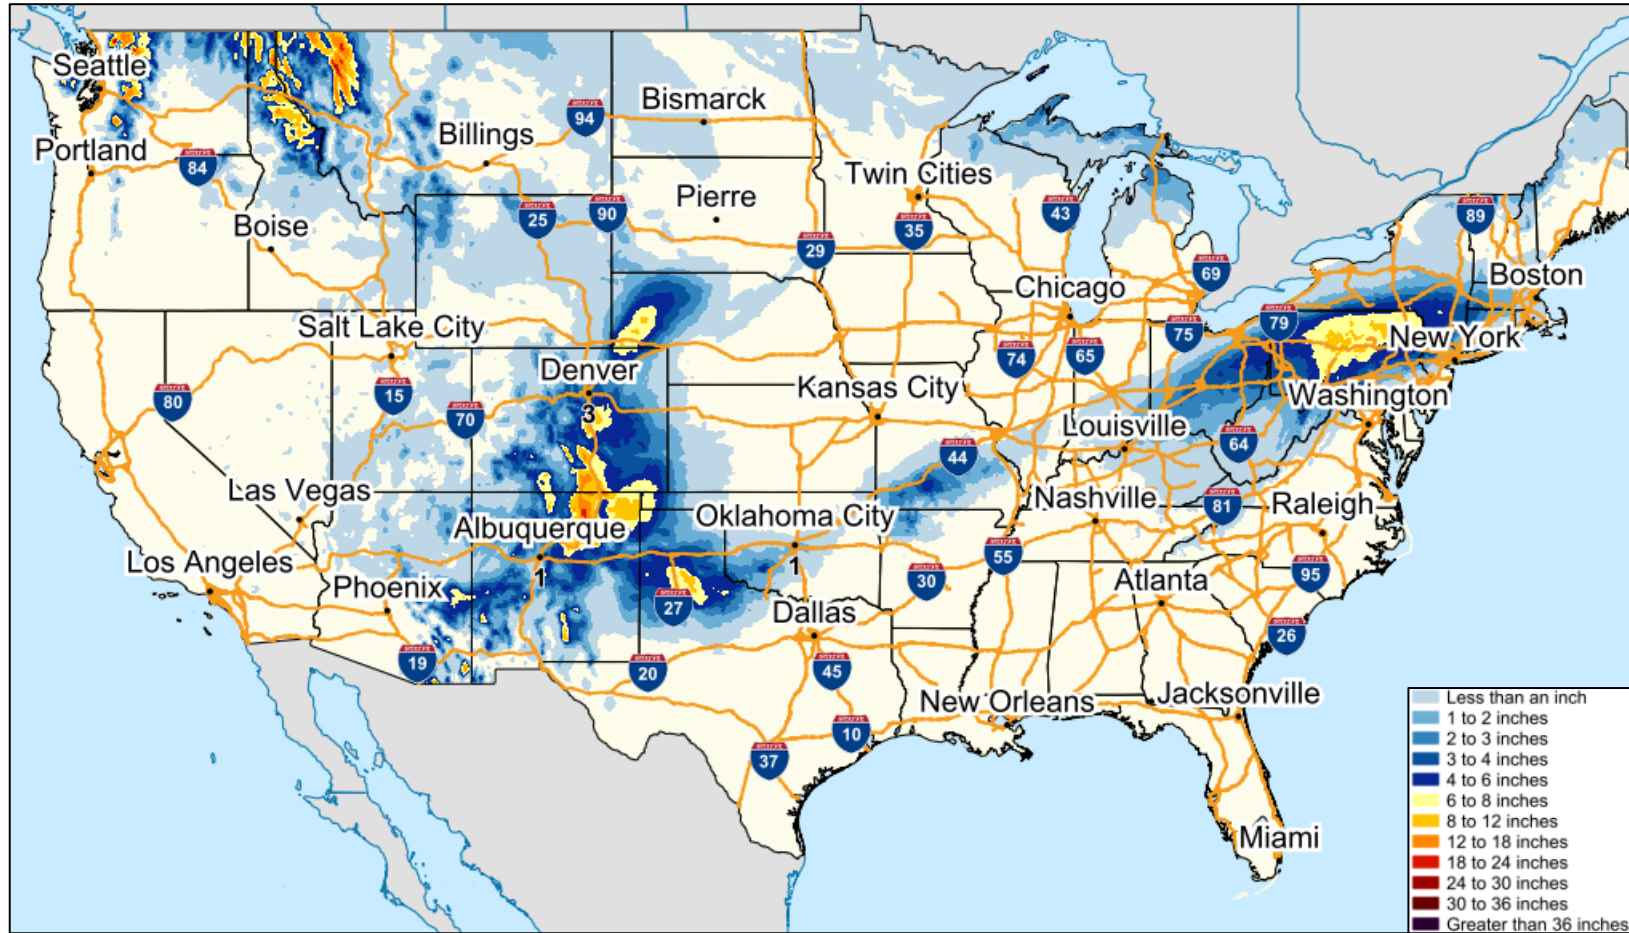 Seattle
Portland
84
Boise
Billings
94
Bismarck
25
90
Pierre
Twin Cities
35
29
43
69
89
Boston
Chicago
79
75
74
65
New York
Salt Lake City
Denver
3
15
70
80
Kansas City
Washington
Louisville
64
44
Las Vegas
Albuquerque
1
Oklahoma City
1
Nashville
81
Raleigh
Los Angeles
Phoenix
55
30
95
Atlanta
27
Dallas
26
19
20
45
New Orleans
Jacksonville
10
37
Miami
Less than an inch
1 to 2 inches
2 to 3 inches
3 to 4 inches
4 to 6 inches
6 to 8 inches
8 to 12 inches
12 to 18 inches
18 to 24 inches
24 to 30 inches
30 to 36 inches
Greater than 36 inches